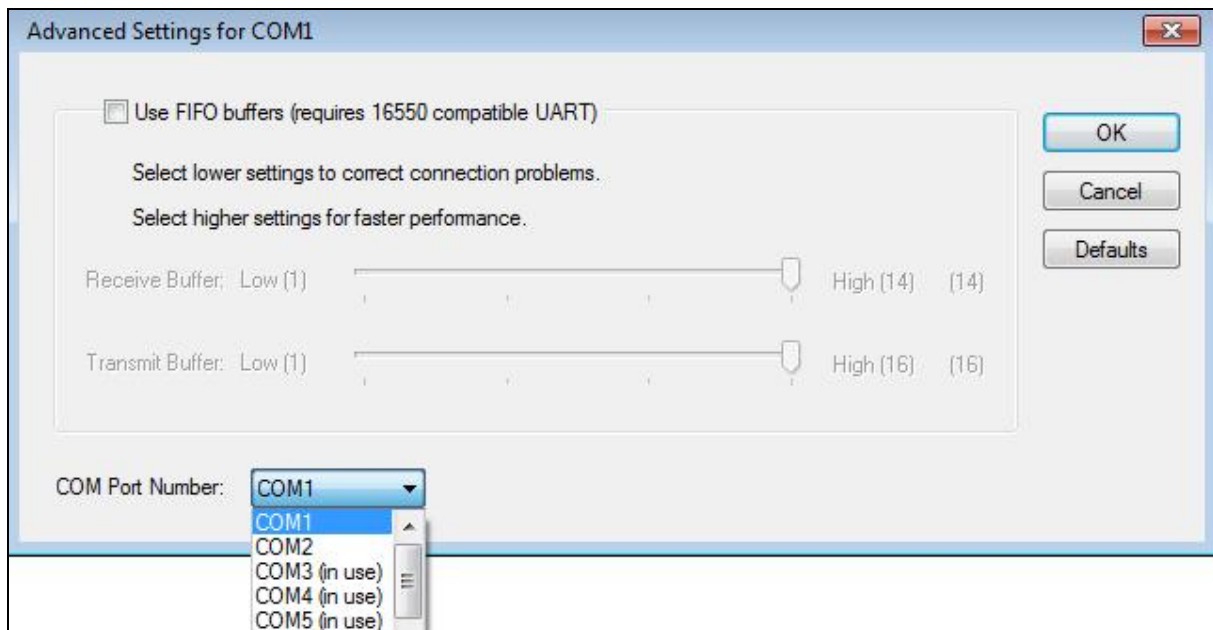 Advanced Settings for COM1
Use FIFO buffers (requires 16550 compatible UART)
OK
Select lower settings to correct connection problems.
Cancel
Select higher settings for faster performance.
Defaults
Receive Buffer: Low (1) High (14) (14)
Transmit Buffer: Low (1) High (16) (16)
COM Port Number: COM1
COM1
COM2
COM3 (in use)
COM4 (in use)
COM5 (in use)